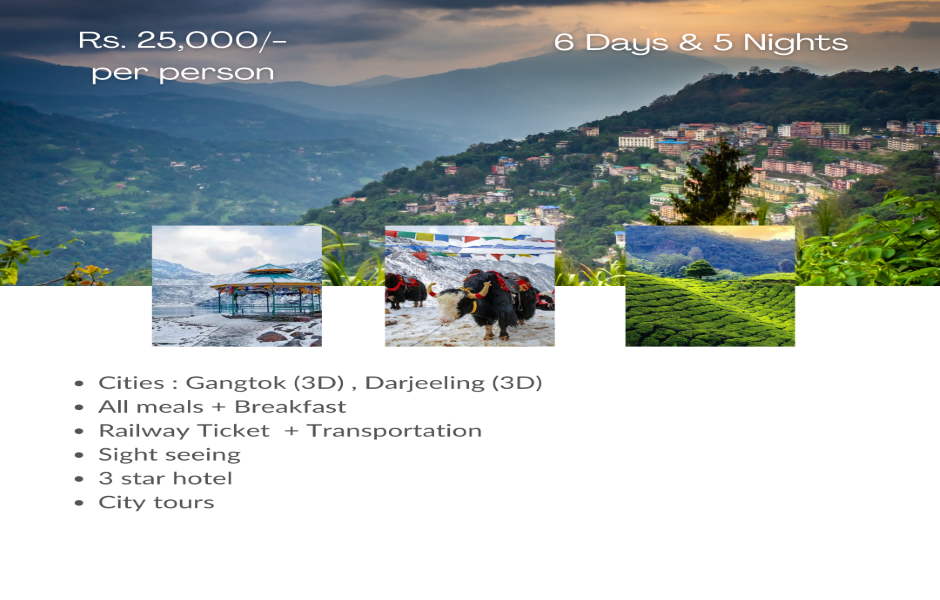 Rs. 25,000/-
per person
6 Days & 5 Nights
Cities : Gangtok (3D) , Darjeeling (3D)
All meals + Breakfast
Railway Ticket  + Transportation
Sight seeing
3 star hotel
City tours